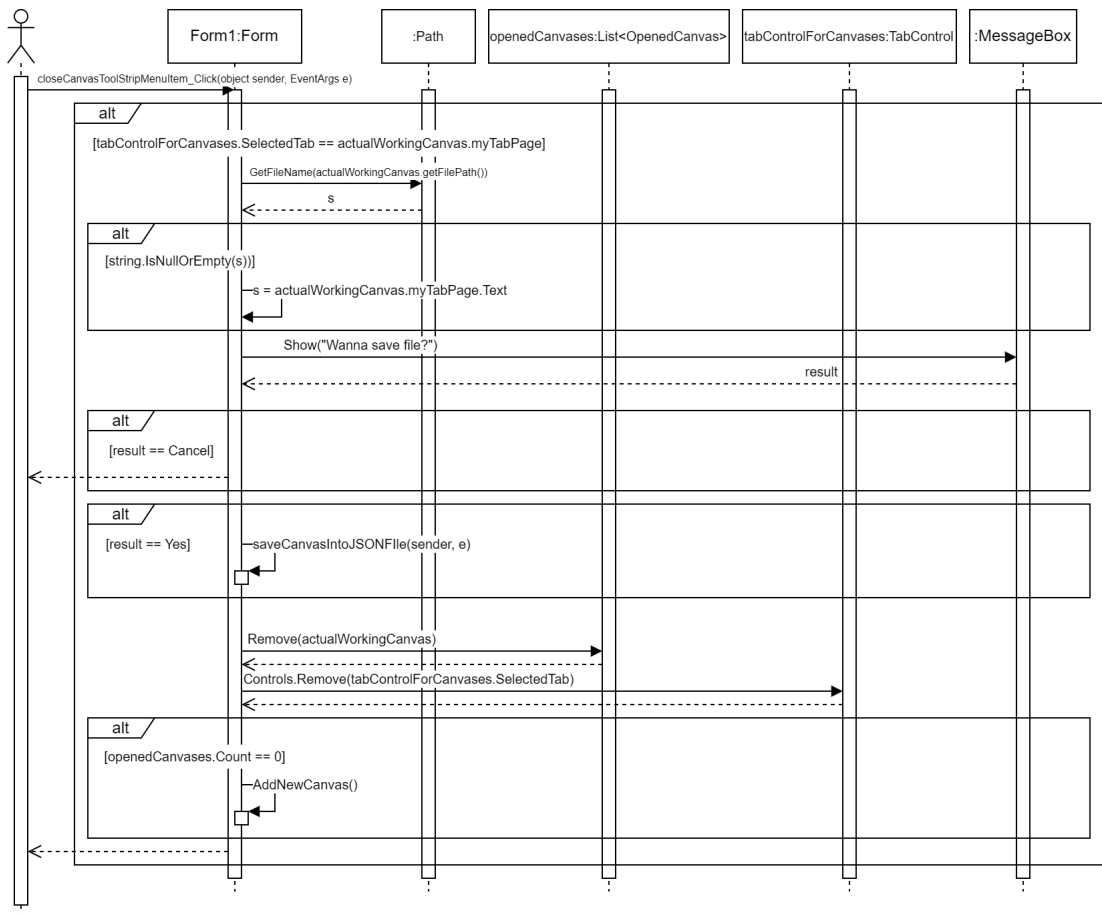 Form1:Form
:Path
openedCanvases:List<OpenedCanvas>
tabControlForCanvases:TabControl
:MessageBox
closeCanvasToolStripMenuItem_Click(object sender, EventArgs e)
alt
[tabControlForCanvases.SelectedTab == actualWorkingCanvas.myTabPage]
GetFileName(actualWorkingCanvas.getFilePath())
s
alt
[string.IsNullOrEmpty(s))]
s = actualWorkingCanvas.myTabPage.Text
Show("Wanna save file?")
result
alt
[result == Cancel]
alt
[result == Yes]
saveCanvasIntoJSONFIle(sender, e)
Remove(actualWorkingCanvas)
Controls.Remove(tabControlForCanvases.SelectedTab)
alt
[openedCanvases.Count == 0]
AddNewCanvas()